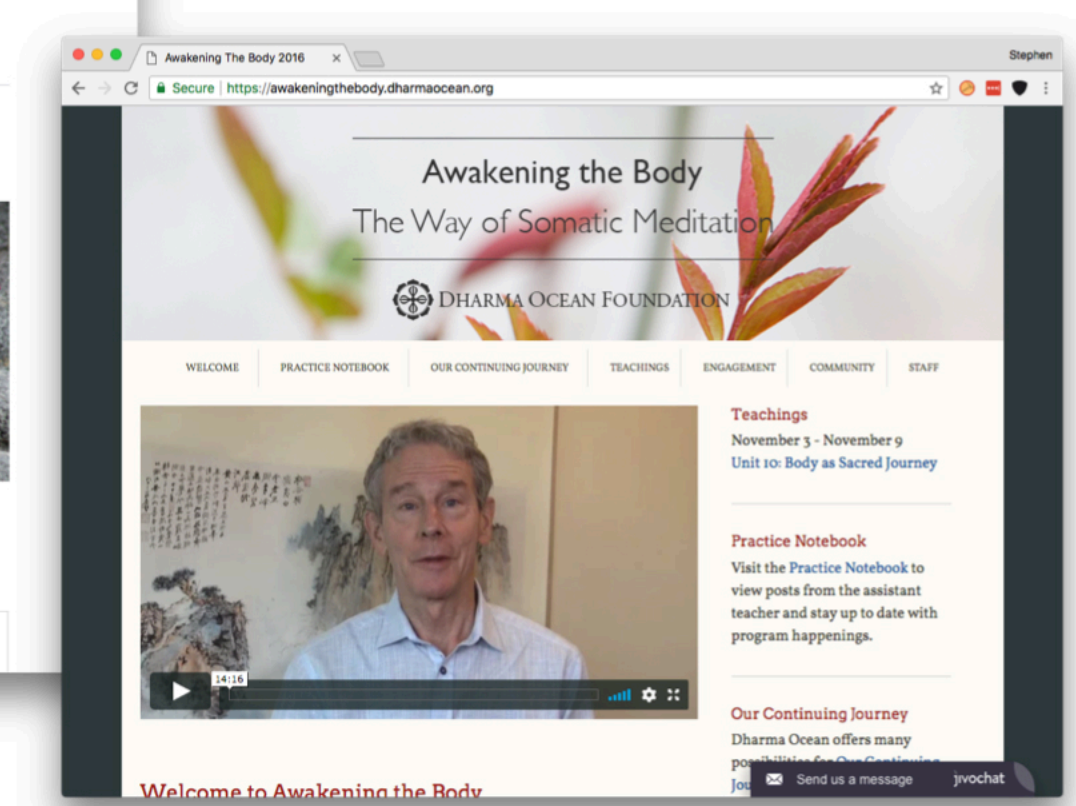 Awakening The Body 2016
Stephen
Secure | https://awakeningthebody.dharmaocean.org
Awakening the Body
The Way of Somatic Meditation
DHARMA OCEAN FOUNDATION
WELCOME PRACTICE NOTEBOOK OUR CONTINUING JOURNEY TEACHINGS ENGAGEMENT COMMUNITY STAFF
14:16
Welcome to Awakening the Body
Teachings
November 3 - November 9
Unit 10: Body as Sacred Journey
Practice Notebook
Visit the Practice Notebook to
view posts from the assistant
teacher and stay up to date with
program happenings.
Our Continuing Journey
Dharma Ocean offers many
possibilities for Our Continuing
Send us a message jivochat